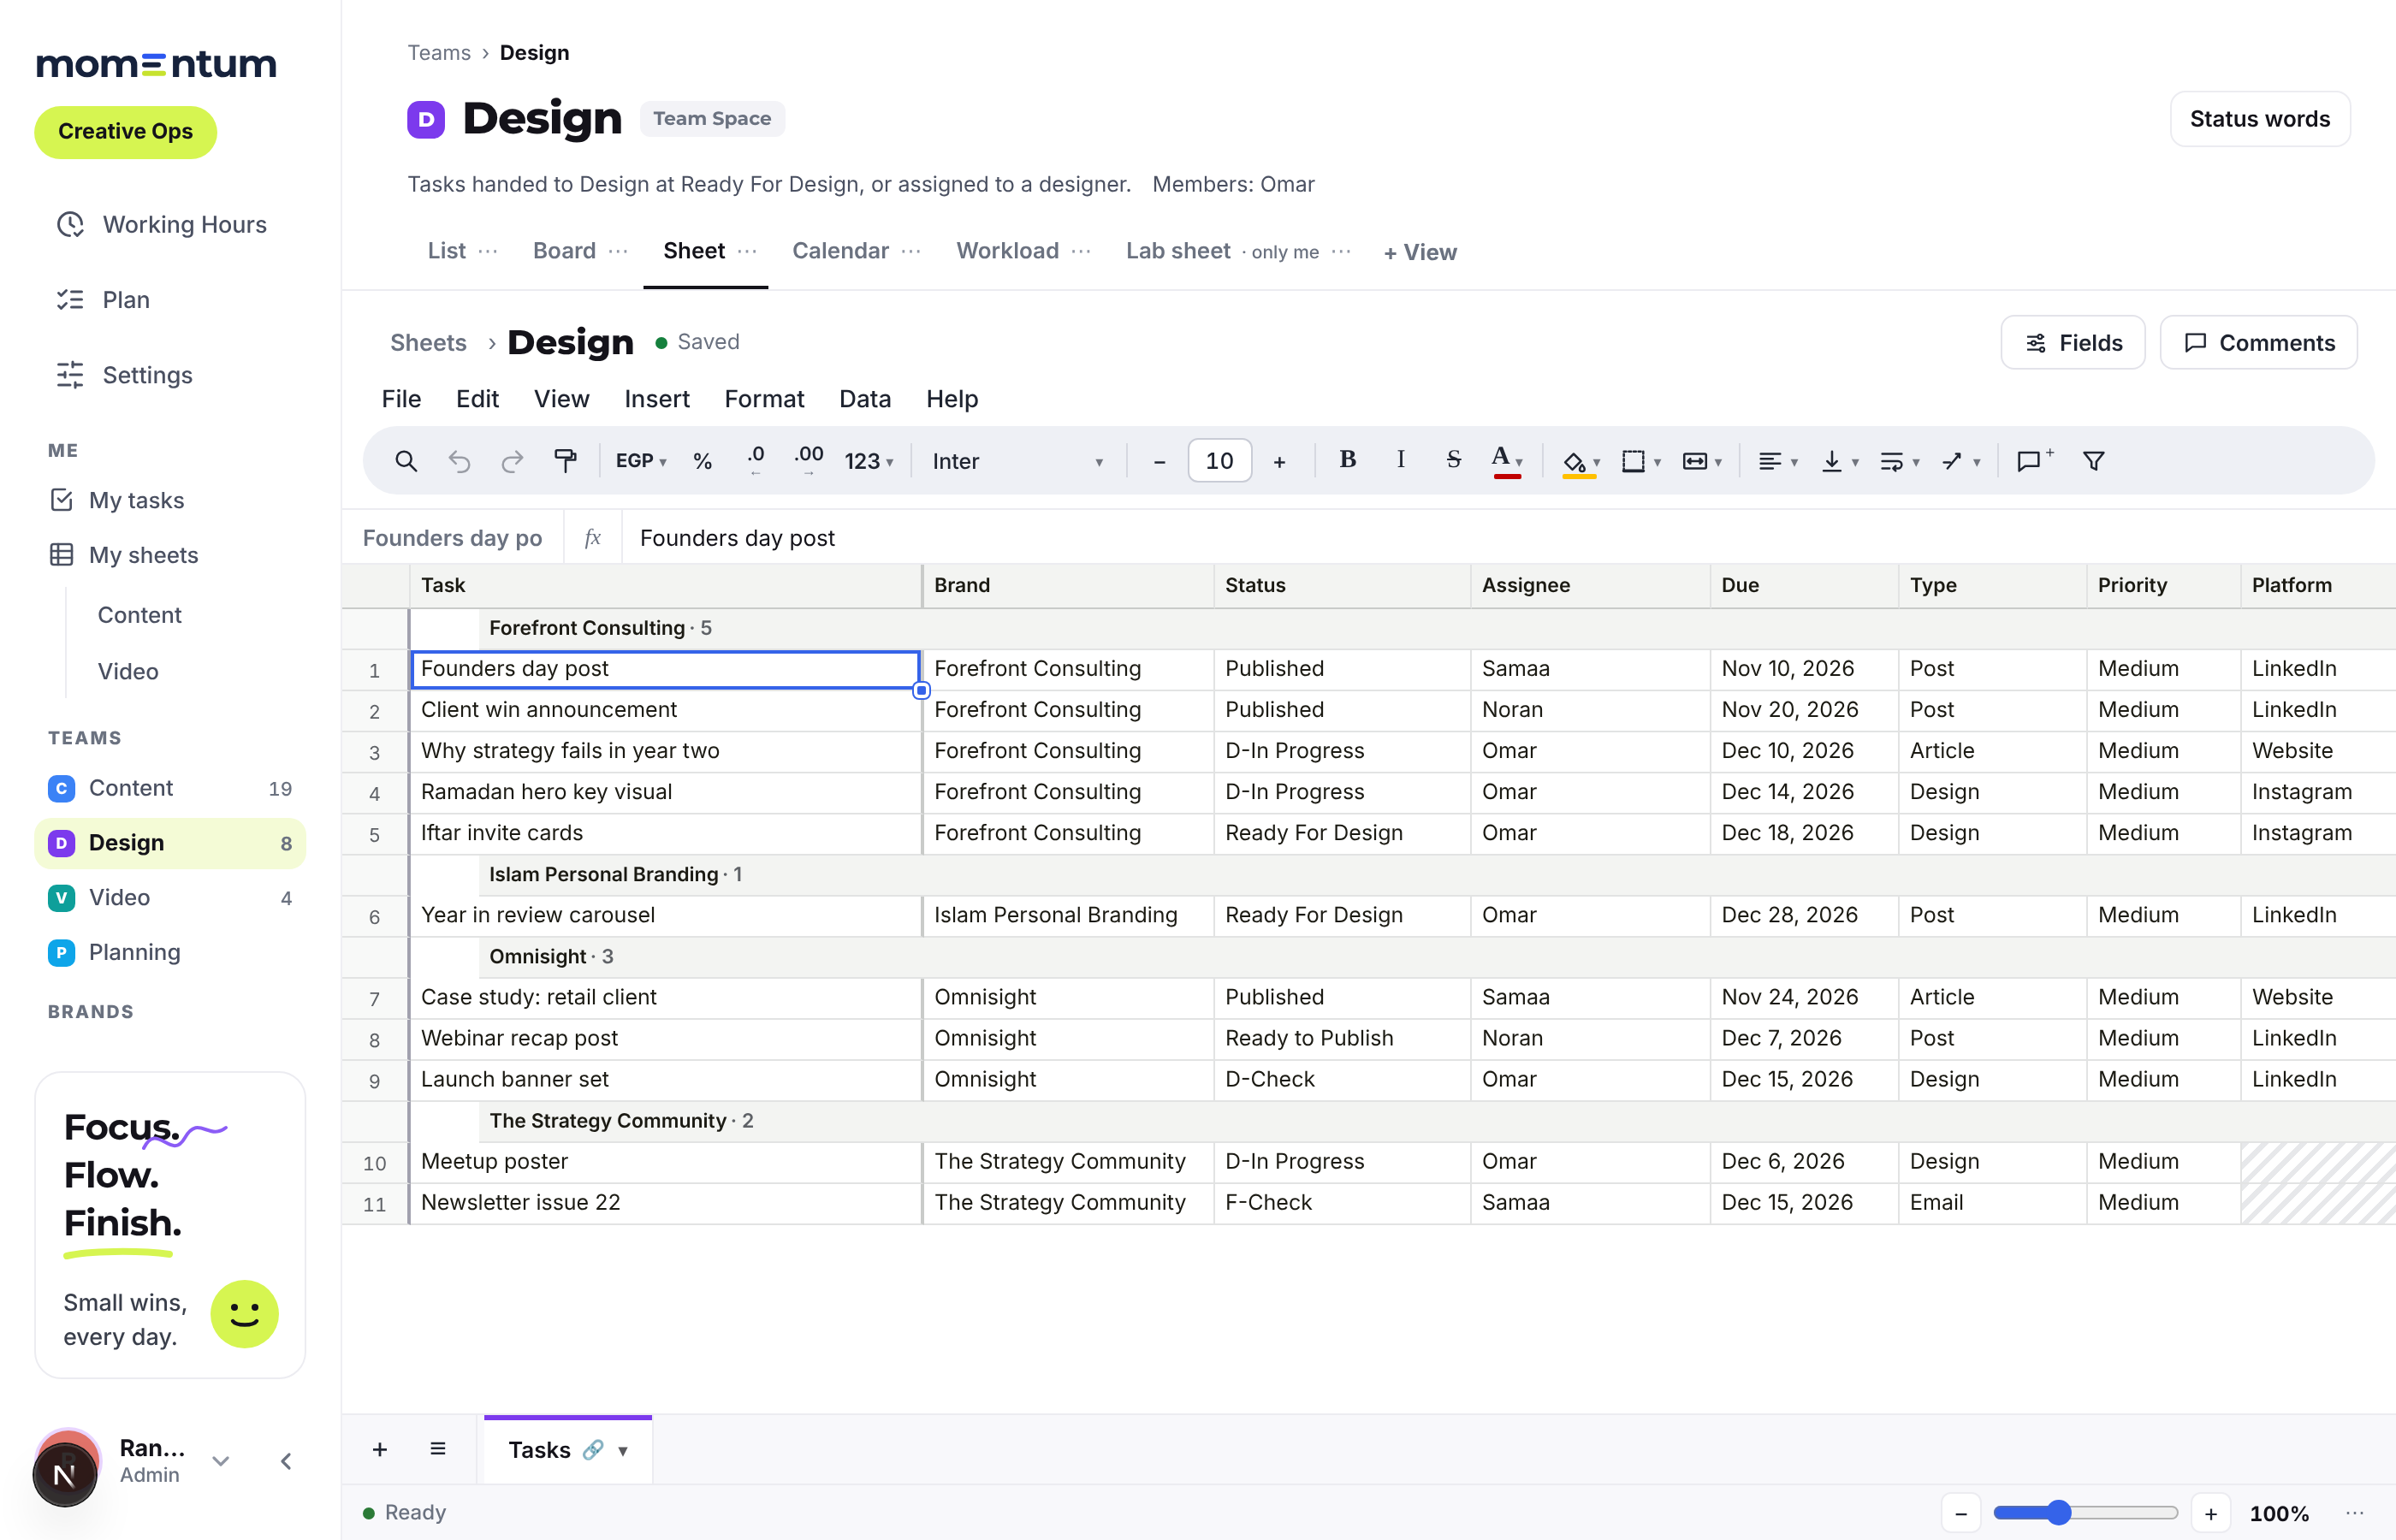 momentum
Creative Ops
Working Hours
Plan
Settings
ME
My tasks
My sheets
Content
Video
TEAMS
C Content 19
D Design 8
V Video 4
P Planning
BRANDS
Focus.
Flow.
Finish.
Small wins,
every day.
N Ran...
Admin
Teams › Design
D Design Team Space
Status words
Tasks handed to Design at Ready For Design, or assigned to a designer. Members: Omar
List ··· Board ··· Sheet ··· Calendar ··· Workload ··· Lab sheet · only me ··· + View
Sheets › Design Saved
Fields Comments
File Edit View Insert Format Data Help
EGP % .0 .00 123 Inter − 10 + B I S A
Founders day po fx Founders day post
Task Brand Status Assignee Due Type Priority Platform
Forefront Consulting · 5
1 Founders day post Forefront Consulting Published Samaa Nov 10, 2026 Post Medium LinkedIn
2 Client win announcement Forefront Consulting Published Noran Nov 20, 2026 Post Medium LinkedIn
3 Why strategy fails in year two Forefront Consulting D-In Progress Omar Dec 10, 2026 Article Medium Website
4 Ramadan hero key visual Forefront Consulting D-In Progress Omar Dec 14, 2026 Design Medium Instagram
5 Iftar invite cards Forefront Consulting Ready For Design Omar Dec 18, 2026 Design Medium Instagram
Islam Personal Branding · 1
6 Year in review carousel Islam Personal Branding Ready For Design Omar Dec 28, 2026 Post Medium LinkedIn
Omnisight · 3
7 Case study: retail client Omnisight Published Samaa Nov 24, 2026 Article Medium Website
8 Webinar recap post Omnisight Ready to Publish Noran Dec 7, 2026 Post Medium LinkedIn
9 Launch banner set Omnisight D-Check Omar Dec 15, 2026 Design Medium LinkedIn
The Strategy Community · 2
10 Meetup poster The Strategy Community D-In Progress Omar Dec 6, 2026 Design Medium
11 Newsletter issue 22 The Strategy Community F-Check Samaa Dec 15, 2026 Email Medium
+ ≡ Tasks
Ready
− + 100% ···